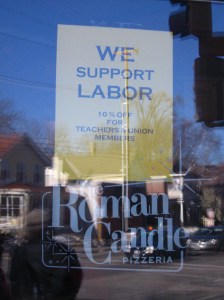 WE
SUPPORT
LABOR
10% OFF
FOR
TEACHERS & UNION
MEMBERS
Roman
Candle
PIZZERIA